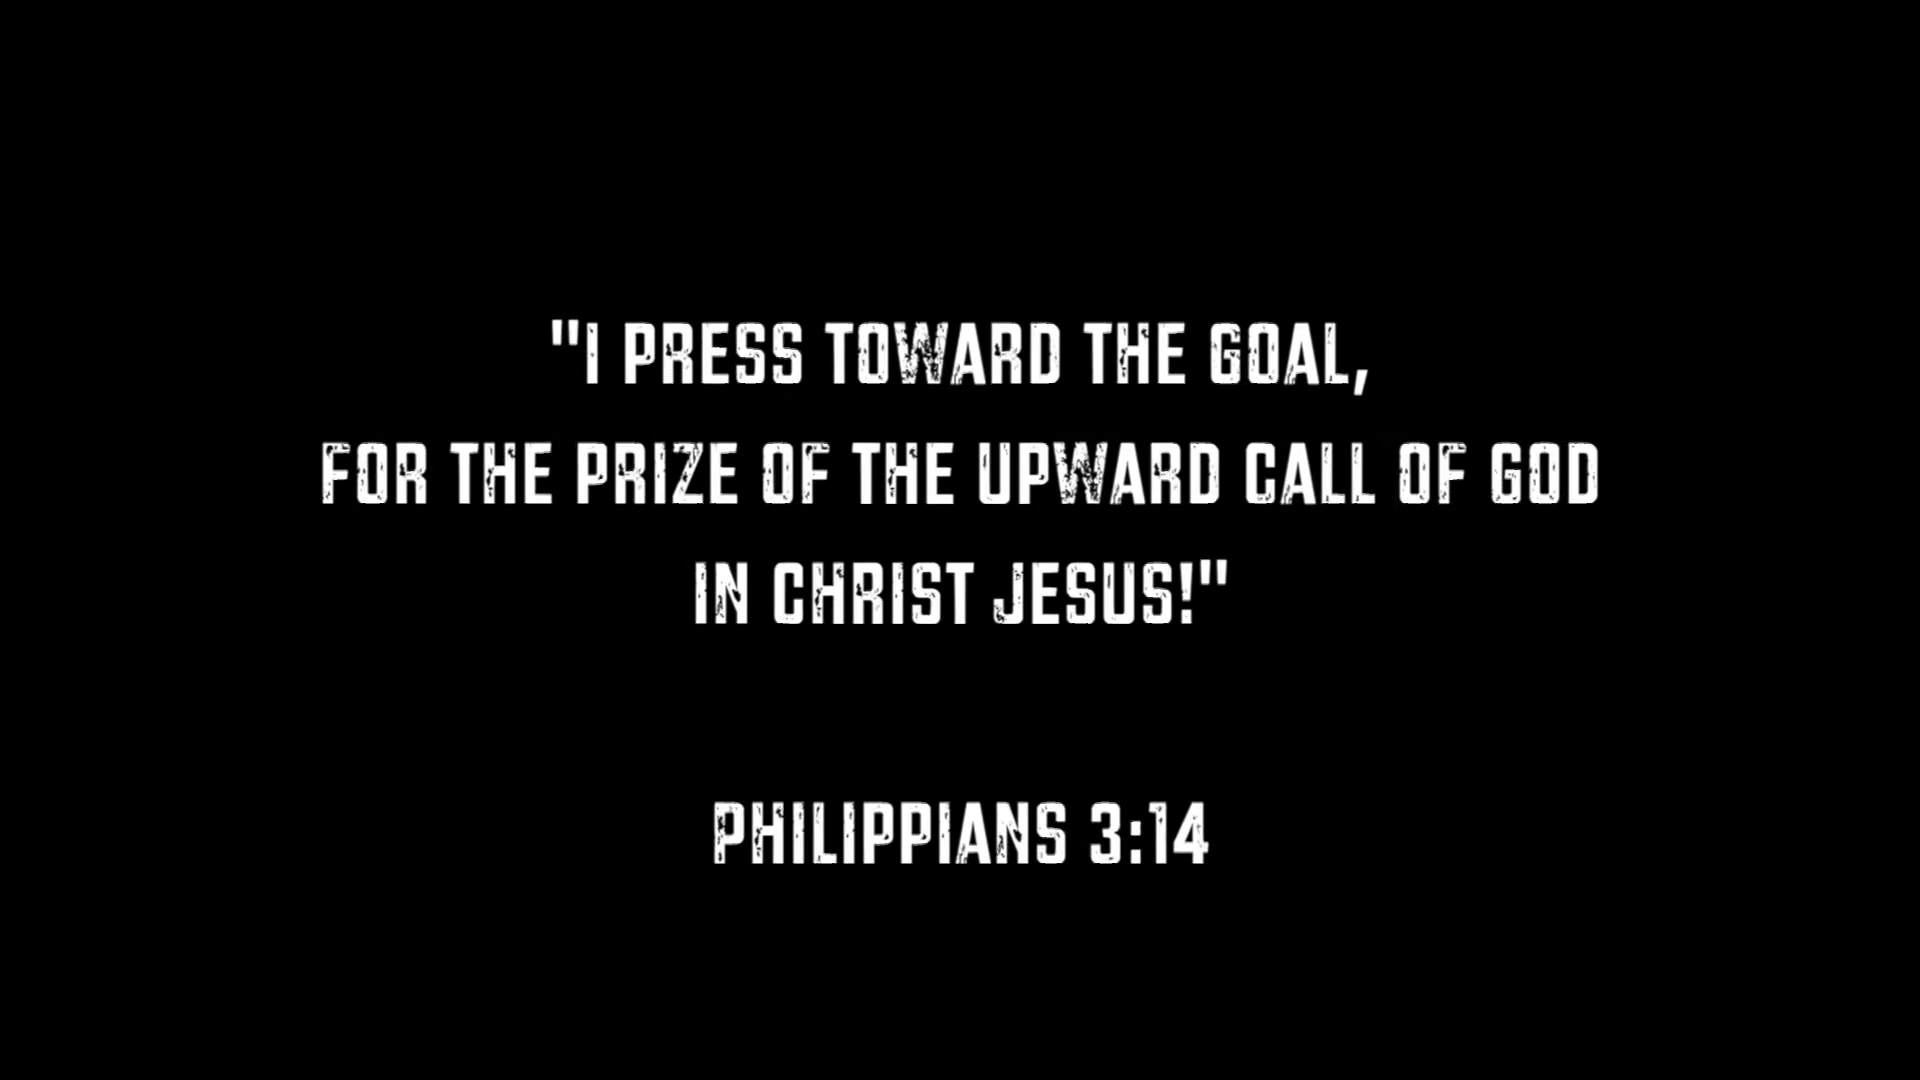 "I PRESS TOWARD THE GOAL,
FOR THE PRIZE OF THE UPWARD CALL OF GOD
IN CHRIST JESUS!"
PHILIPPIANS 3:14